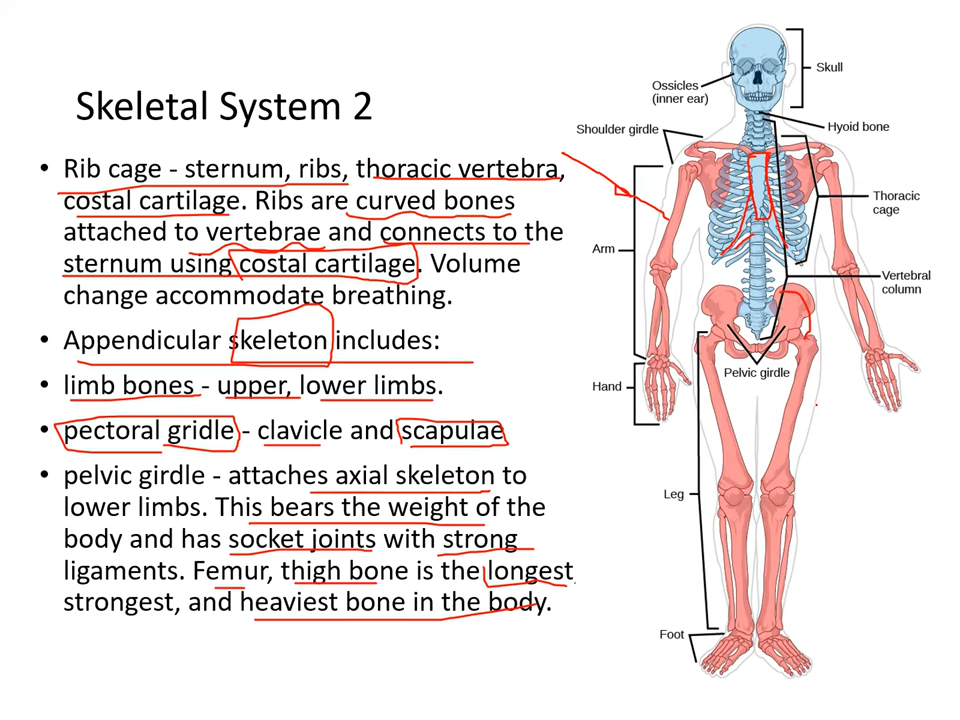 Skeletal System 2
• Rib cage - sternum, ribs, thoracic vertebra,
costal cartilage. Ribs are curved bones
attached to vertebrae and connects to the
sternum using costal cartilage. Volume
change accommodate breathing.
• Appendicular skeleton includes:
• limb bones - upper, lower limbs.
• pectoral gridle - clavicle and scapulae
• pelvic girdle - attaches axial skeleton to
lower limbs. This bears the weight of the
body and has socket joints with strong
ligaments. Femur, thigh bone is the longest,
strongest, and heaviest bone in the body.
Skull
Ossicles
(inner ear)
Shoulder girdle
Hyoid bone
Thoracic
cage
Arm
Vertebral
column
Pelvic girdle
Hand
Leg
Foot